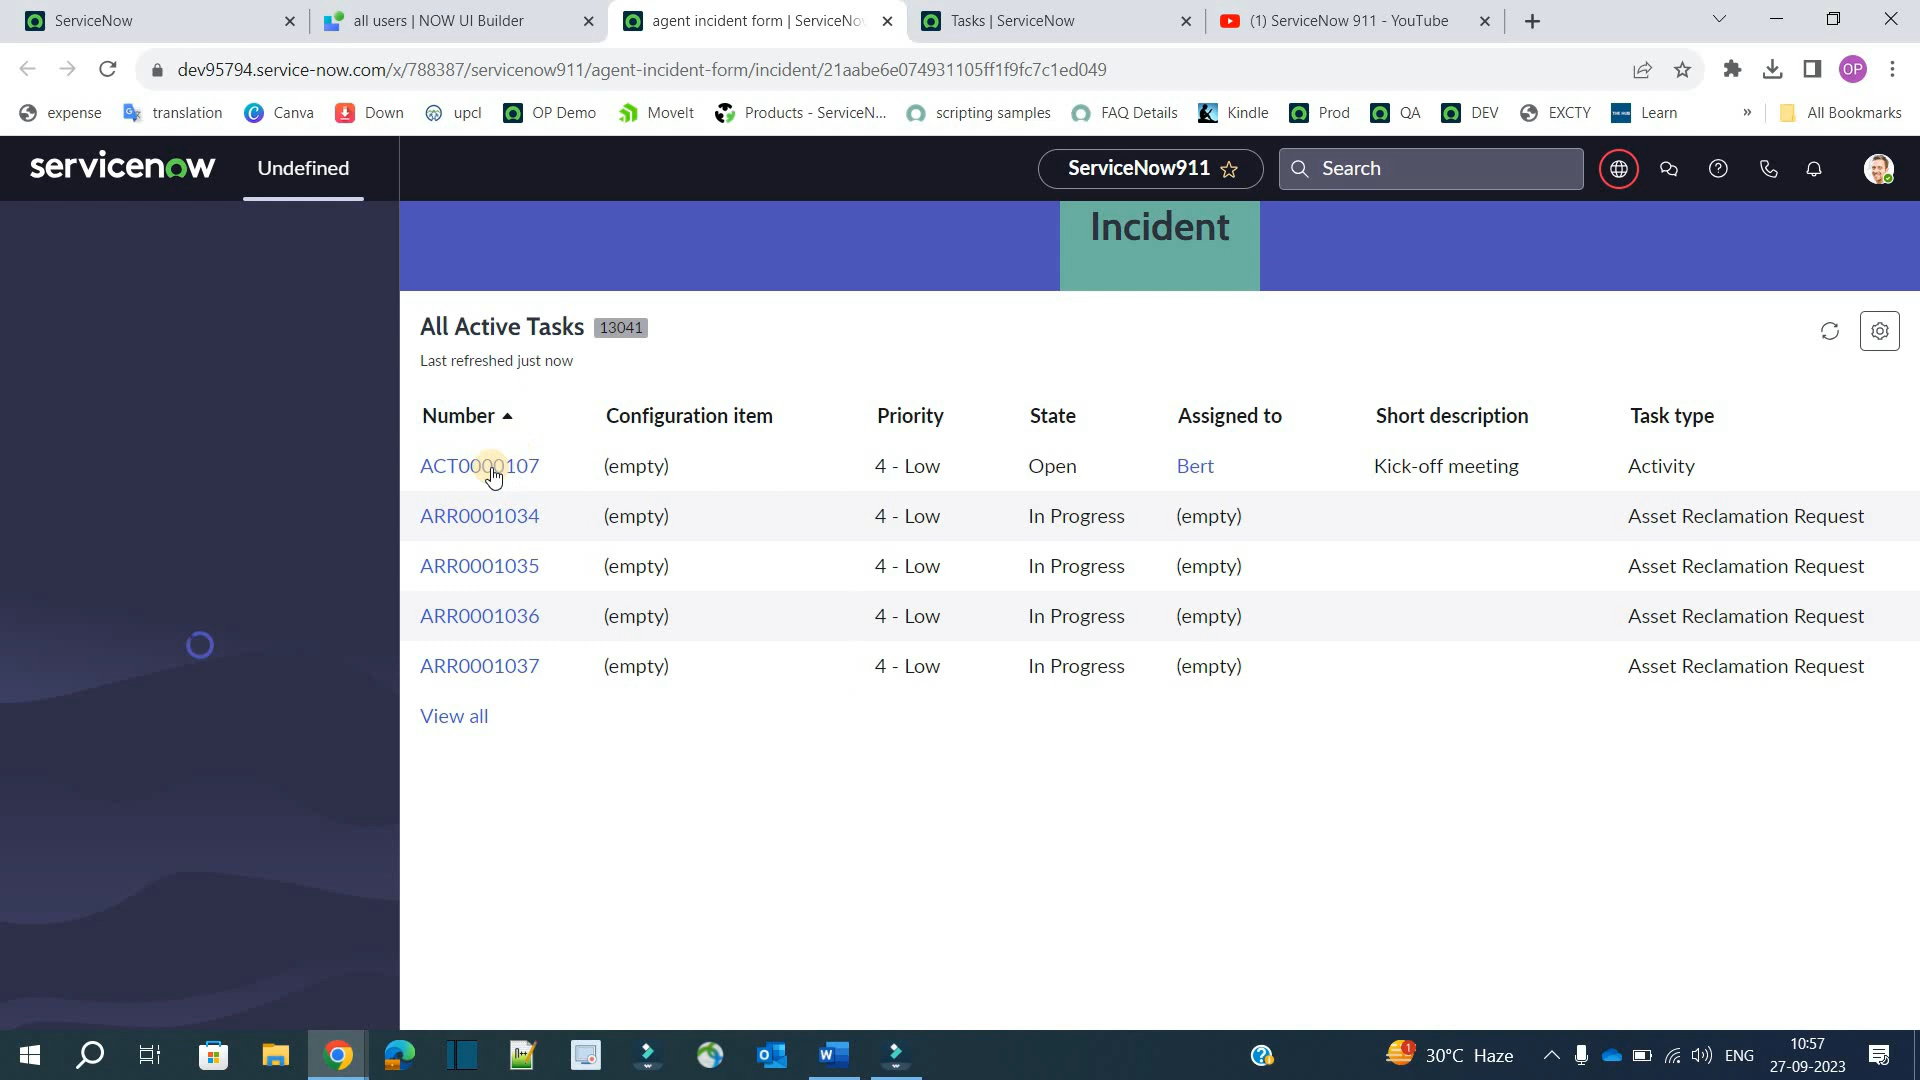 ServiceNow
all users | NOW UI Builder
agent incident form | ServiceNo
Tasks | ServiceNow
(1) ServiceNow 911 - YouTube
dev95794.service-now.com/x/788387/servicenow911/agent-incident-form/incident/21aabe6e074931105ff1f9fc7c1ed049
OP
expense
translation
Canva
Down
upcl
OP Demo
MoveIt
Products - ServiceN...
scripting samples
FAQ Details
Kindle
Prod
QA
DEV
EXCTY
Learn
»
All Bookmarks
servicenow
Undefined
ServiceNow911
Search
Incident
All Active Tasks 13041
Last refreshed just now
Number Configuration item Priority State Assigned to Short description Task type
ACT0000107 (empty) 4 - Low Open Bert Kick-off meeting Activity
ARR0001034 (empty) 4 - Low In Progress (empty) Asset Reclamation Request
ARR0001035 (empty) 4 - Low In Progress (empty) Asset Reclamation Request
ARR0001036 (empty) 4 - Low In Progress (empty) Asset Reclamation Request
ARR0001037 (empty) 4 - Low In Progress (empty) Asset Reclamation Request
View all
1
30°C Haze
ENG
10:57
27-09-2023